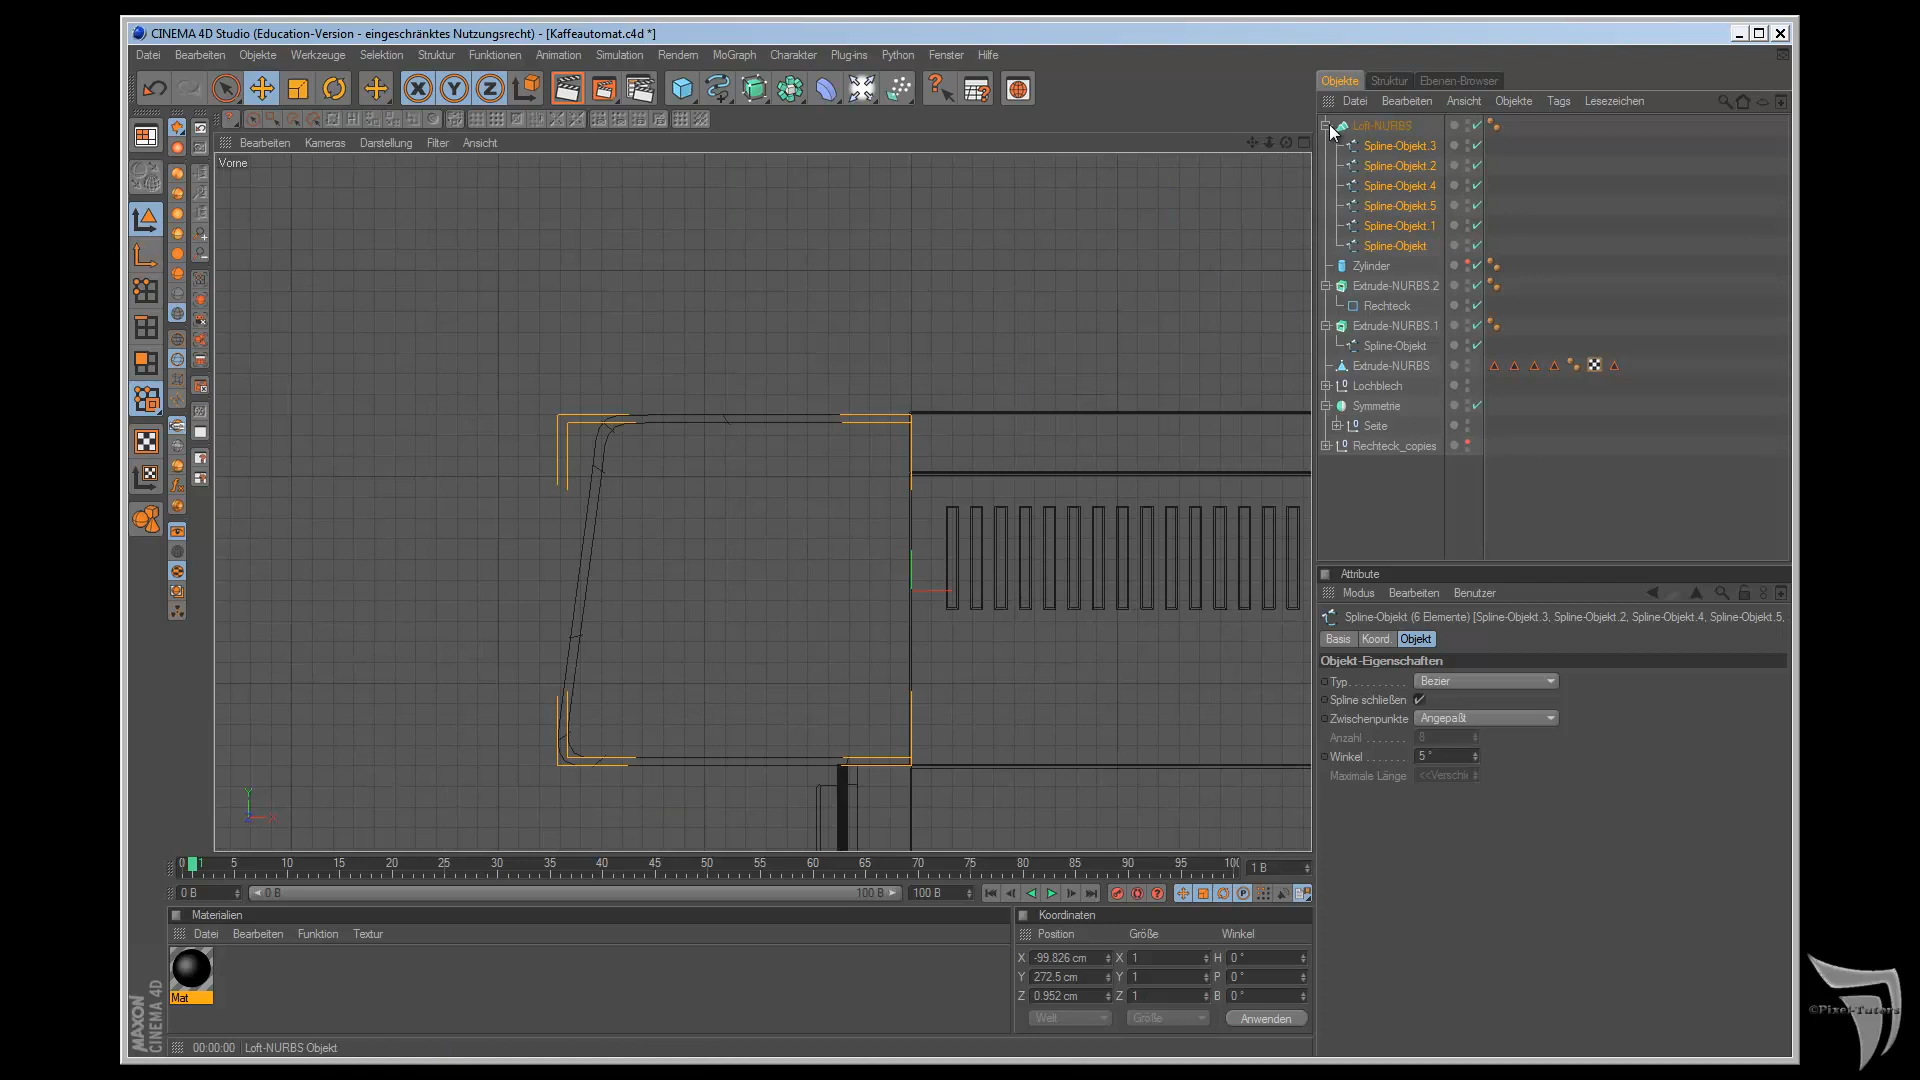 CINEMA 4D Studio (Education-Version - eingeschränktes Nutzungsrecht) - [Kaffeautomat.c4d *]
Datei Bearbeiten Objekte Werkzeuge Selektion Struktur Funktionen Animation Simulation Rendern MoGraph Charakter Plug-ins Python Fenster Hilfe
Objekte Struktur Ebenen-Browser
Datei Bearbeiten Ansicht Objekte Tags Lesezeichen
Bearbeiten Kameras Darstellung Filter Ansicht
Vorne
Loft-NURBS
Spline-Objekt.3
Spline-Objekt.2
Spline-Objekt.4
Spline-Objekt.5
Spline-Objekt.1
Spline-Objekt
Zylinder
Extrude-NURBS.2
Rechteck
Extrude-NURBS.1
Spline-Objekt
Extrude-NURBS
Lochblech
Symmetrie
Seite
Rechteck_copies
Attribute
Modus Bearbeiten Benutzer
Spline-Objekt (6 Elemente) [Spline-Objekt.3, Spline-Objekt.2, Spline-Objekt.4, Spline-Objekt.5,
Basis Koord. Objekt
Objekt-Eigenschaften
Typ Bezier
Spline schließen
Zwischenpunkte Angepaßt
Anzahl 8
Winkel 5 °
Maximale Länge <<Verschi
Y
X
0 1 5 10 15 20 25 30 35 40 45 50 55 60 65 70 75 80 85 90 95 100 1 B
0 B 0 B 100 B 100 B
Materialien
Datei Bearbeiten Funktion Textur
Mat
Koordinaten
Position Größe Winkel
X -99.826 cm X 1 H 0 °
Y 272.5 cm Y 1 P 0 °
Z 0.952 cm Z 1 B 0 °
Welt Größe Anwenden
MAXON
CINEMA 4D
00:00:00 Loft-NURBS Objekt
©Pixel-Tutors